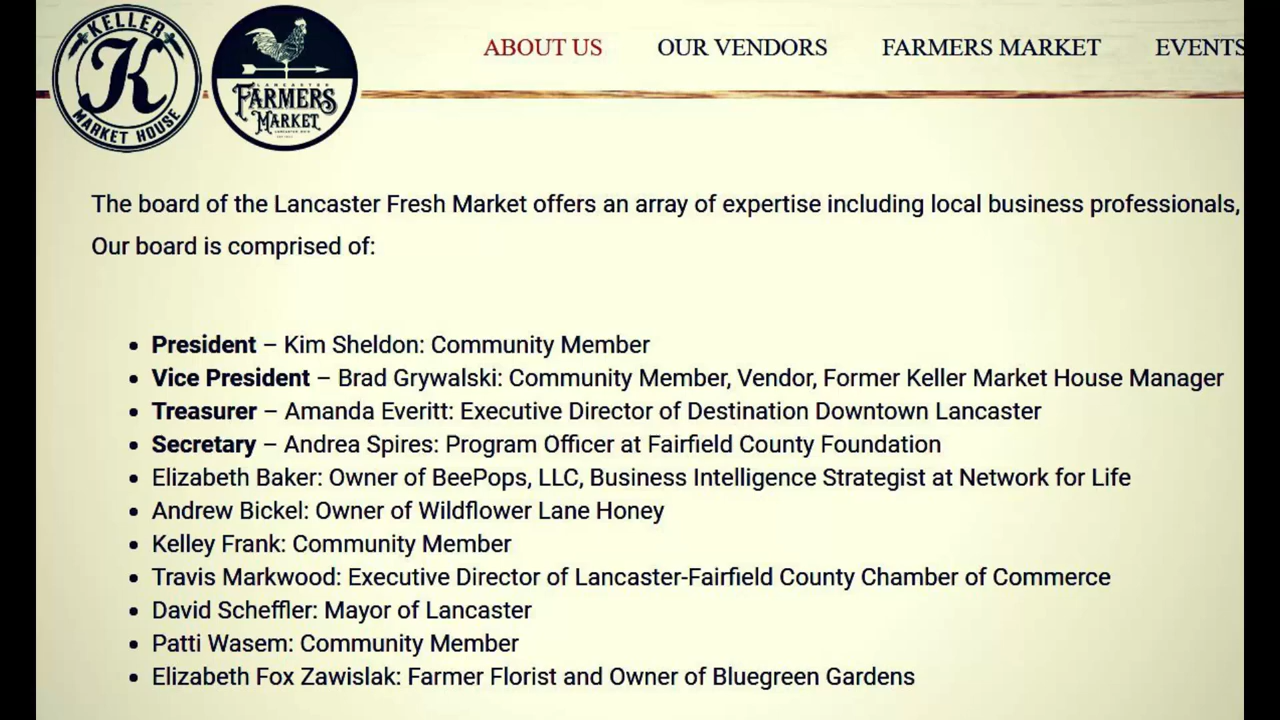 KELLER
K
MARKET HOUSE
LANCASTER
FARMERS
MARKET
ABOUT US
OUR VENDORS
FARMERS MARKET
EVENTS
The board of the Lancaster Fresh Market offers an array of expertise including local business professionals,
Our board is comprised of:
• President – Kim Sheldon: Community Member
• Vice President – Brad Grywalski: Community Member, Vendor, Former Keller Market House Manager
• Treasurer – Amanda Everitt: Executive Director of Destination Downtown Lancaster
• Secretary – Andrea Spires: Program Officer at Fairfield County Foundation
• Elizabeth Baker: Owner of BeePops, LLC, Business Intelligence Strategist at Network for Life
• Andrew Bickel: Owner of Wildflower Lane Honey
• Kelley Frank: Community Member
• Travis Markwood: Executive Director of Lancaster-Fairfield County Chamber of Commerce
• David Scheffler: Mayor of Lancaster
• Patti Wasem: Community Member
• Elizabeth Fox Zawislak: Farmer Florist and Owner of Bluegreen Gardens